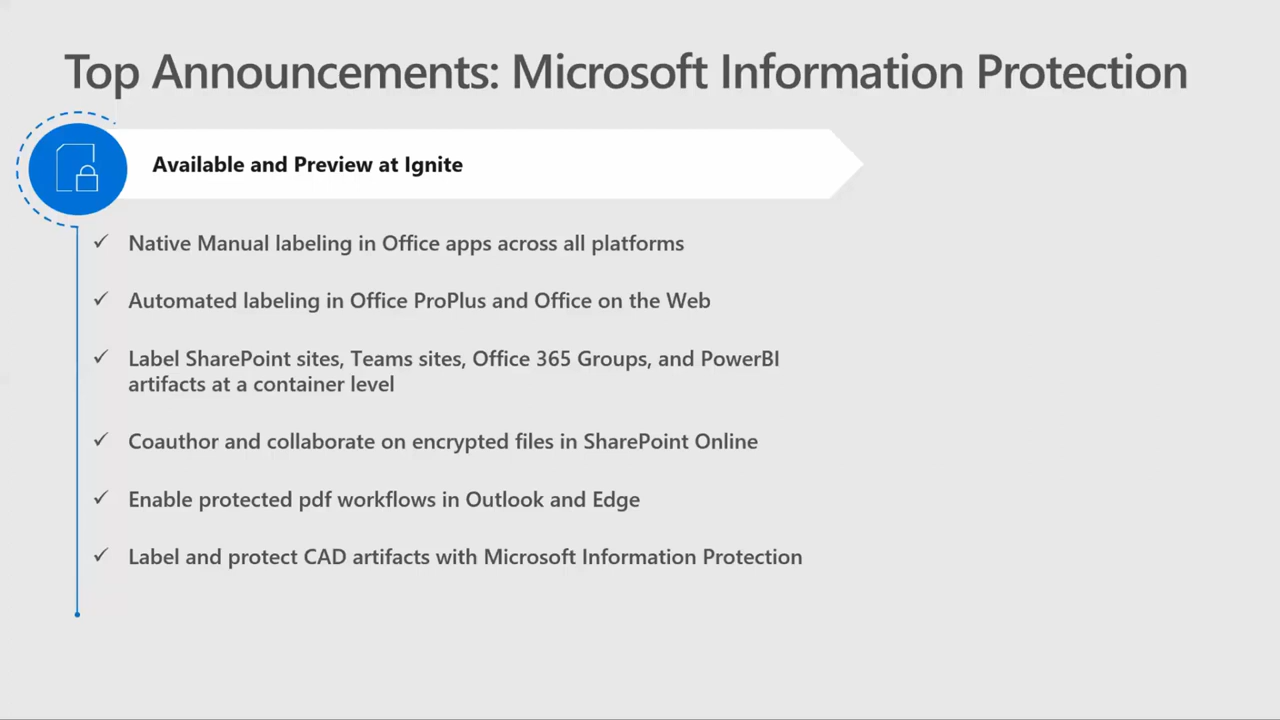 Top Announcements: Microsoft Information Protection
Available and Preview at Ignite
✓ Native Manual labeling in Office apps across all platforms
✓ Automated labeling in Office ProPlus and Office on the Web
✓ Label SharePoint sites, Teams sites, Office 365 Groups, and PowerBI
artifacts at a container level
✓ Coauthor and collaborate on encrypted files in SharePoint Online
✓ Enable protected pdf workflows in Outlook and Edge
✓ Label and protect CAD artifacts with Microsoft Information Protection